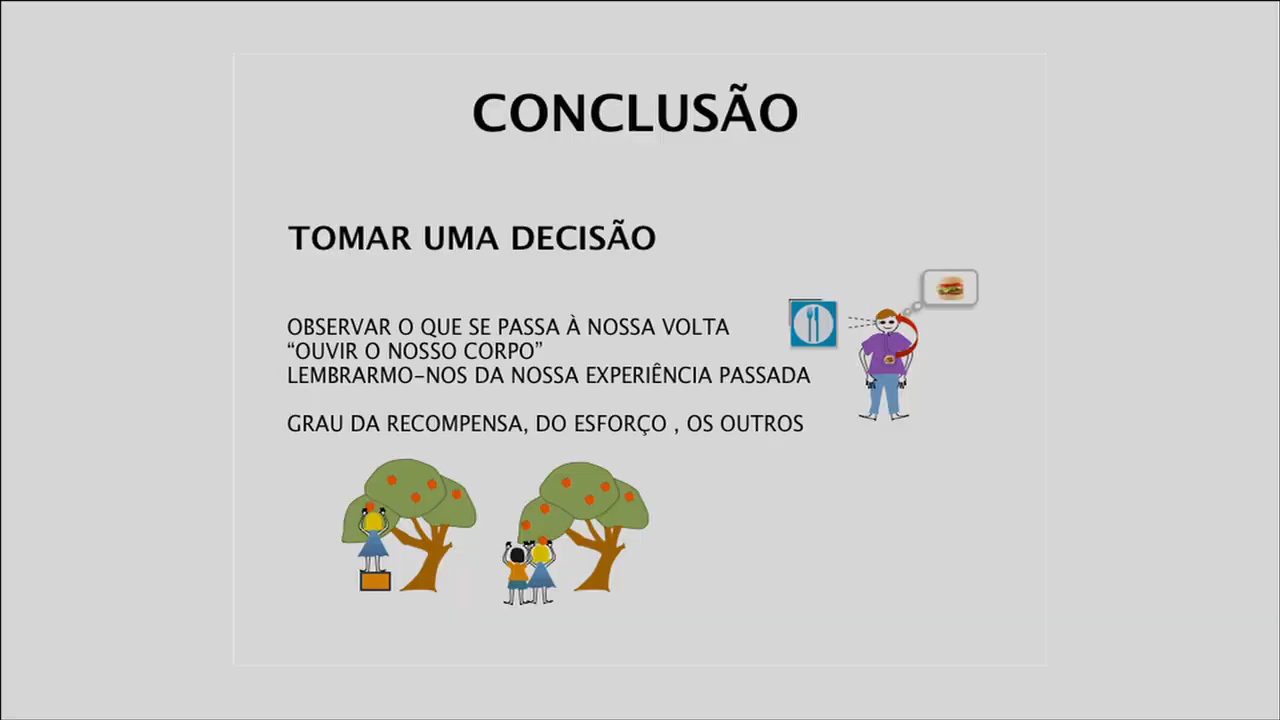 CONCLUSÃO
TOMAR UMA DECISÃO
OBSERVAR O QUE SE PASSA À NOSSA VOLTA
“OUVIR O NOSSO CORPO”
LEMBRARMO-NOS DA NOSSA EXPERIÊNCIA PASSADA
GRAU DA RECOMPENSA, DO ESFORÇO , OS OUTROS